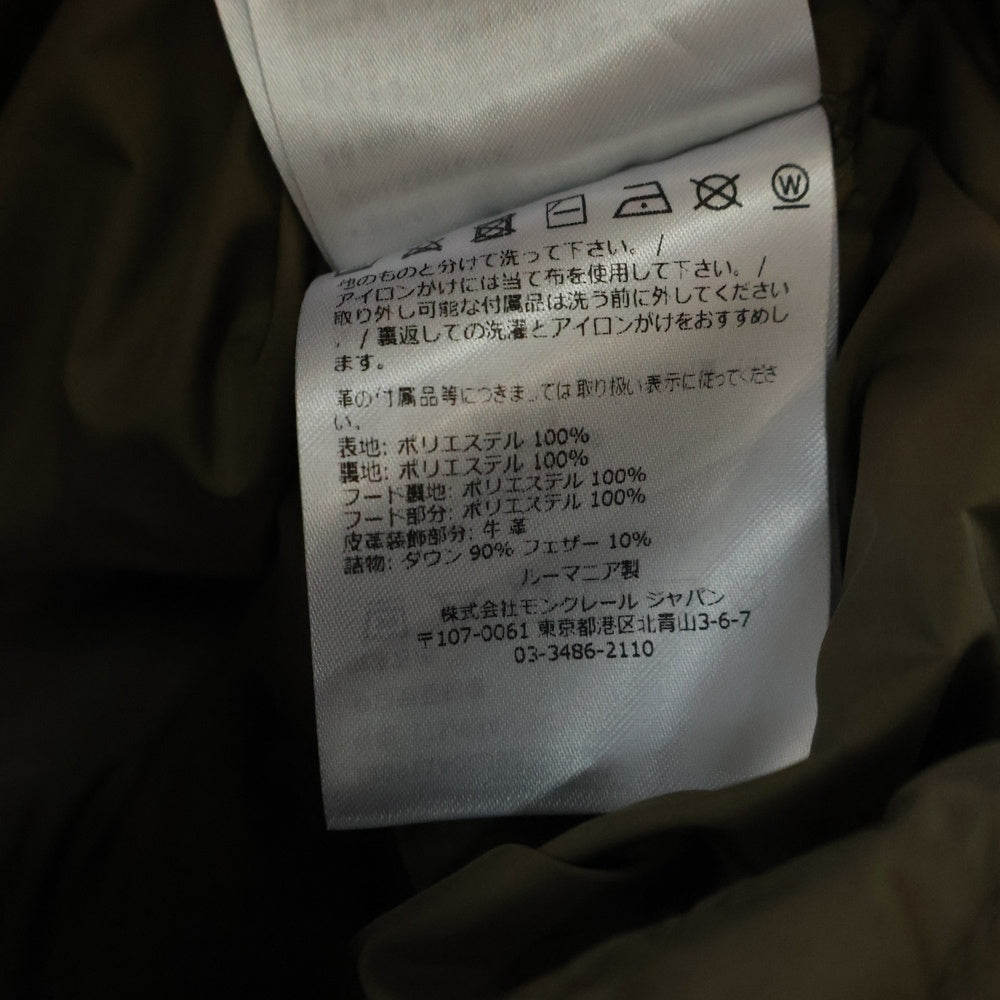 W
他のものと分けて洗って下さい。 /
アイロンがけには当て布を使用して下さい。 /
取り外し可能な付属品は洗う前に外してください
。 / 裏返しての洗濯とアイロンがけをおすすめし
ます。
革の付属品等につきましては取り扱い表示に従ってくださ
い。
表地: ポリエステル 100%
裏地: ポリエステル 100%
フード裏地: ポリエステル 100%
フード部分: ポリエステル 100%
皮革装飾部分: 牛革
詰物: ダウン 90% フェザー 10%
ルーマニア製
株式会社モンクレール ジャパン
〒107-0061 東京都港区北青山3-6-7
03-3486-2110